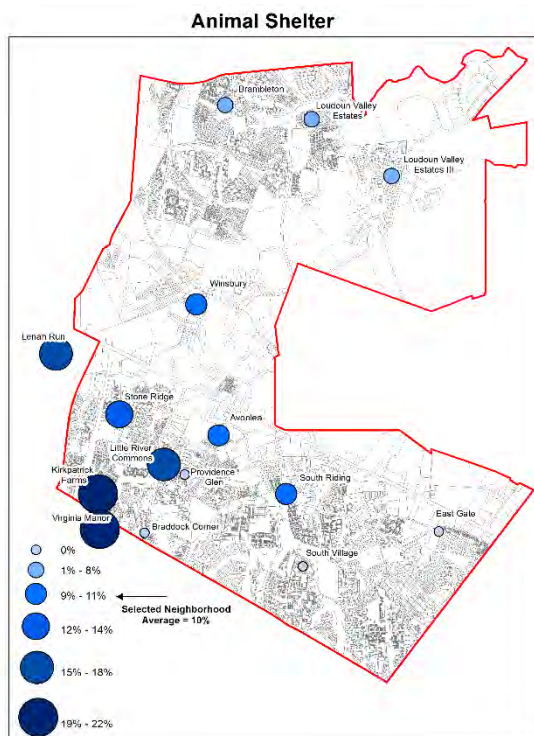 Animal Shelter
Brambleton
Loudoun Valley
Estates
Loudoun Valley
Estates III
Winsbury
Lenah Run
Stone Ridge
Avonlea
Little River
Commons
Providence
Glen
Kirkpatrick
Farms
South Riding
East Gate
Virginia Manor
Braddock Corner
South Village
0%
1% - 8%
9% - 11%
Selected Neighborhood
Average = 10%
12% - 14%
15% - 18%
19% - 22%